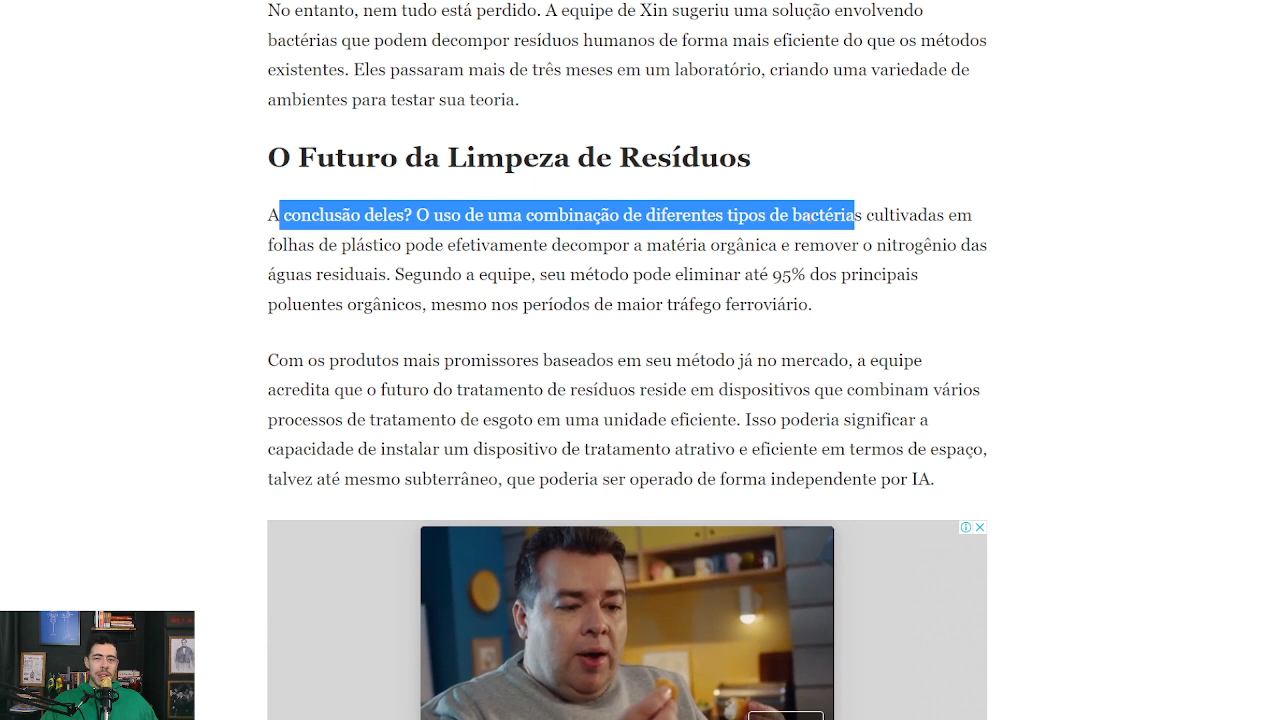 No entanto, nem tudo está perdido. A equipe de Xin sugeriu uma solução envolvendo
bactérias que podem decompor resíduos humanos de forma mais eficiente do que os métodos
existentes. Eles passaram mais de três meses em um laboratório, criando uma variedade de
ambientes para testar sua teoria.
O Futuro da Limpeza de Resíduos
A conclusão deles? O uso de uma combinação de diferentes tipos de bactérias cultivadas em
folhas de plástico pode efetivamente decompor a matéria orgânica e remover o nitrogênio das
águas residuais. Segundo a equipe, seu método pode eliminar até 95% dos principais
poluentes orgânicos, mesmo nos períodos de maior tráfego ferroviário.
Com os produtos mais promissores baseados em seu método já no mercado, a equipe
acredita que o futuro do tratamento de resíduos reside em dispositivos que combinam vários
processos de tratamento de esgoto em uma unidade eficiente. Isso poderia significar a
capacidade de instalar um dispositivo de tratamento atrativo e eficiente em termos de espaço,
talvez até mesmo subterrâneo, que poderia ser operado de forma independente por IA.